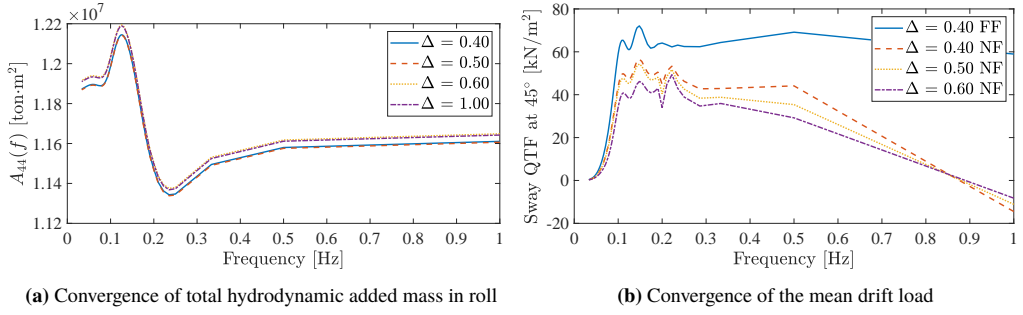 ×10⁷
1.22
1.2
1.18
1.16
1.14
1.12
A₄₄(f) [ton·m²]
0 0.1 0.2 0.3 0.4 0.5 0.6 0.7 0.8 0.9 1
Frequency [Hz]
Δ = 0.40
Δ = 0.50
Δ = 0.60
Δ = 1.00
(a) Convergence of total hydrodynamic added mass in roll
80
60
40
20
0
-20
Sway QTF at 45° [kN/m²]
0 0.1 0.2 0.3 0.4 0.5 0.6 0.7 0.8 0.9 1
Frequency [Hz]
Δ = 0.40 FF
Δ = 0.40 NF
Δ = 0.50 NF
Δ = 0.60 NF
(b) Convergence of the mean drift load